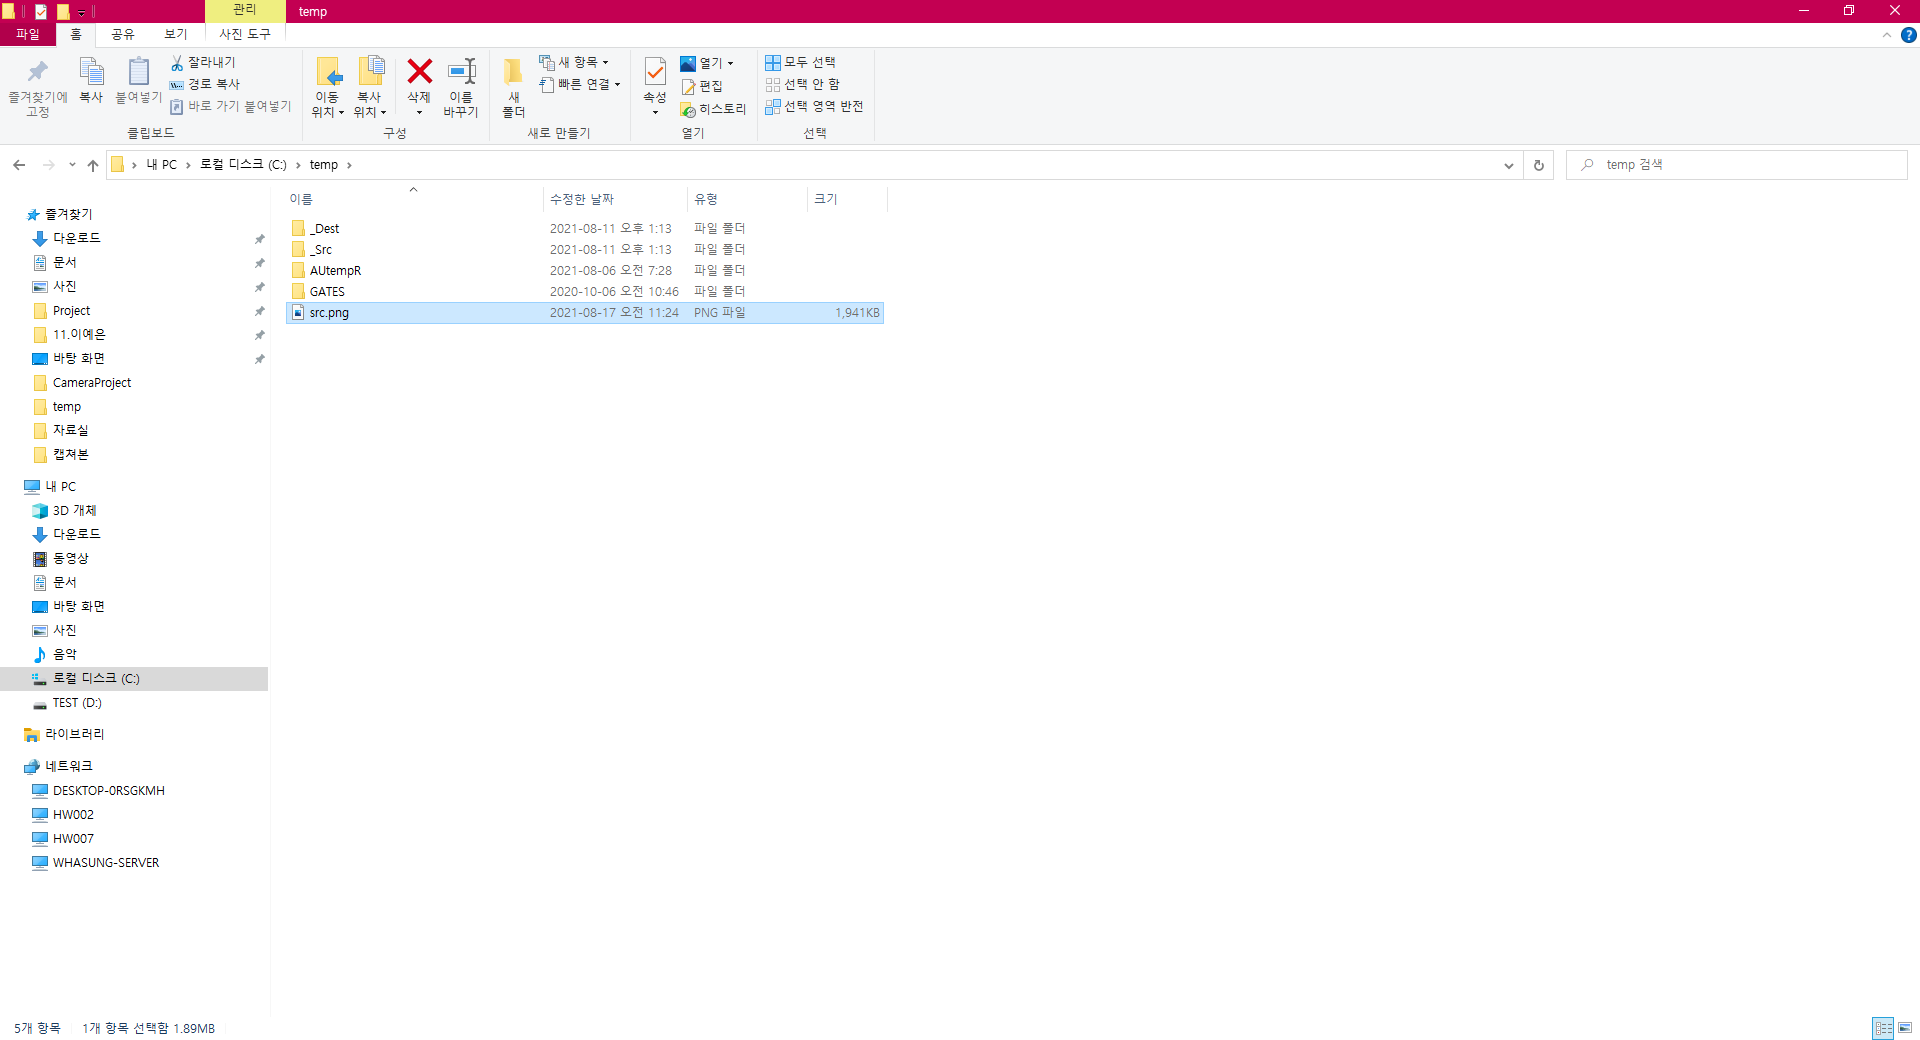 관리
temp
파일
홈
공유
보기
사진 도구
즐겨찾기에
고정
복사
붙여넣기
잘라내기
경로 복사
바로 가기 붙여넣기
클립보드
이동
위치
복사
위치
삭제
이름
바꾸기
구성
새
폴더
새 항목
빠른 연결
새로 만들기
속성
열기
편집
히스토리
열기
모두 선택
선택 안 함
선택 영역 반전
선택
내 PC
로컬 디스크 (C:)
temp
temp 검색
이름
수정한 날짜
유형
크기
_Dest 2021-08-11 오후 1:13 파일 폴더
_Src 2021-08-11 오후 1:13 파일 폴더
AUtempR 2021-08-06 오전 7:28 파일 폴더
GATES 2020-10-06 오전 10:46 파일 폴더
src.png 2021-08-17 오전 11:24 PNG 파일 1,941KB
즐겨찾기
다운로드
문서
사진
Project
11.이예은
바탕 화면
CameraProject
temp
자료실
캡쳐본
내 PC
3D 개체
다운로드
동영상
문서
바탕 화면
사진
음악
로컬 디스크 (C:)
TEST (D:)
라이브러리
네트워크
DESKTOP-0RSGKMH
HW002
HW007
WHASUNG-SERVER
5개 항목
1개 항목 선택함 1.89MB